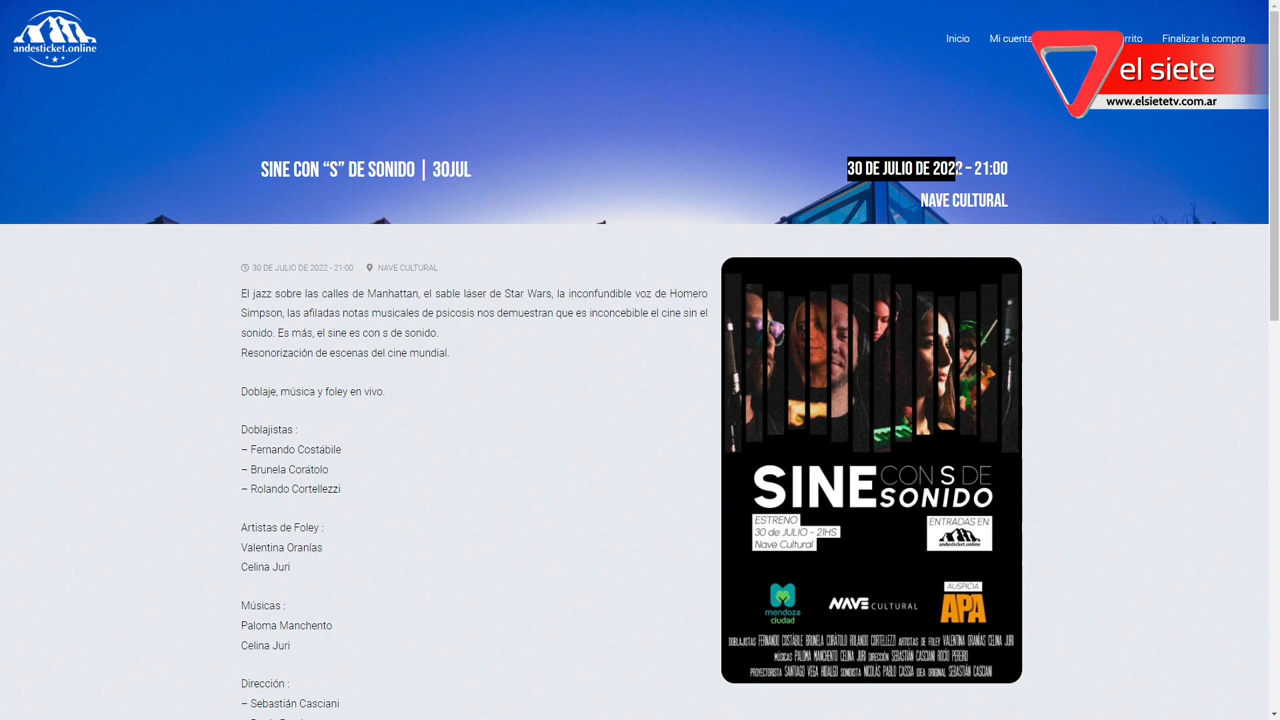 andesticket.online
Inicio
Mi cuenta
Finalizar la compra
el siete
www.elsietetv.com.ar
SINE CON “S” DE SONIDO | 30JUL
30 DE JULIO DE 2022 – 21:00
NAVE CULTURAL
30 DE JULIO DE 2022 - 21:00 NAVE CULTURAL
El jazz sobre las calles de Manhattan, el sable láser de Star Wars, la inconfundible voz de Homero
Simpson, las afiladas notas musicales de psicosis nos demuestran que es inconcebible el cine sin el
sonido. Es más, el sine es con s de sonido.
Resonorización de escenas del cine mundial.
Doblaje, música y foley en vivo.
Doblajistas :
– Fernando Costábile
– Brunela Corátolo
– Rolando Cortellezzi
Artistas de Foley :
Valentina Oranías
Celina Juri
Músicas :
Paloma Manchento
Celina Juri
Dirección :
– Sebastián Casciani
SINE CON S DE
SONIDO
ESTRENO
30 de JULIO - 21HS
Nave Cultural
ENTRADAS EN
andesticket.online
mendoza
ciudad
NAVE CULTURAL
AUSPICIA
APA
DOBLAJISTAS FERNANDO COSTÁBILE BRUNELA CORÁTOLO ROLANDO CORTELLEZZI ARTISTAS DE FOLEY VALENTINA ORANÍAS CELINA JURI
MÚSICAS PALOMA MANCHENTO CELINA JURI DIRECCIÓN SEBASTIÁN CASCIANI ROCÍO PEREIRO
PROYECTORISTA SANTIAGO VEGA HIDALGO SONIDISTA NICOLÁS PABLO CASSIA IDEA ORIGINAL SEBASTIÁN CASCIANI